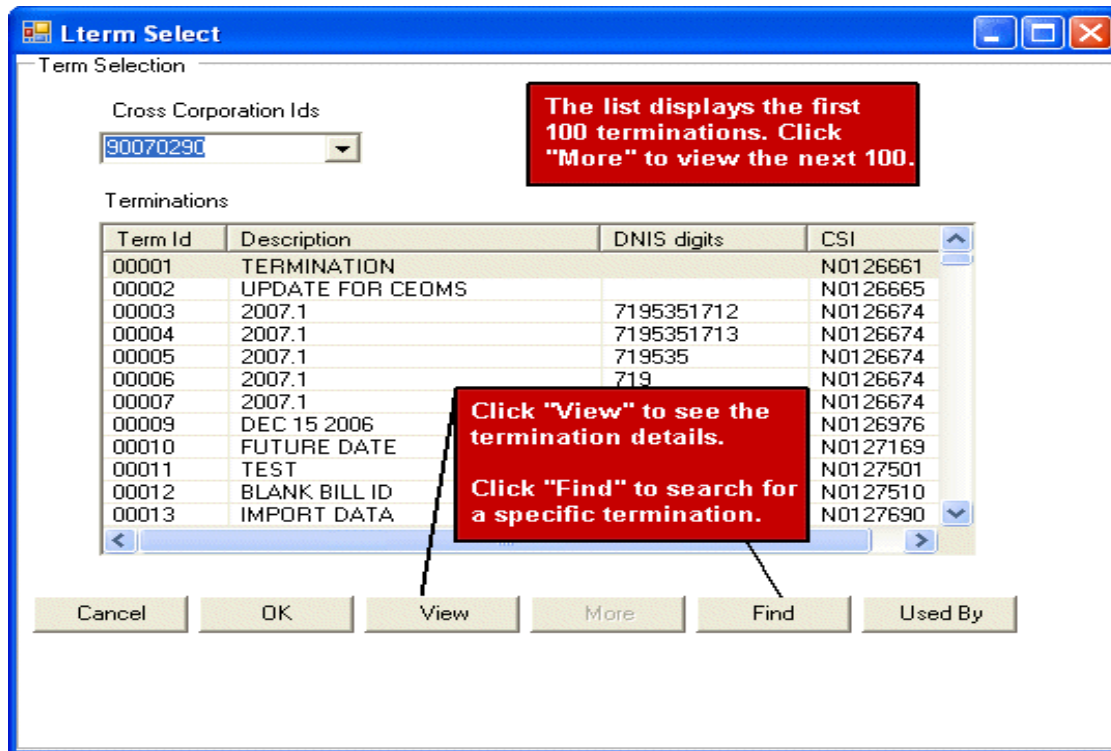 Lterm Select
Term Selection
Cross Corporation Ids
90070290
The list displays the first
100 terminations. Click
"More" to view the next 100.
Terminations
Term Id Description DNIS digits CSI
00001 TERMINATION N0126661
00002 UPDATE FOR CEOMS N0126665
00003 2007.1 7195351712 N0126674
00004 2007.1 7195351713 N0126674
00005 2007.1 719535 N0126674
00006 2007.1 719 N0126674
00007 2007.1 N0126674
00009 DEC 15 2006 N0126976
00010 FUTURE DATE N0127169
00011 TEST N0127501
00012 BLANK BILL ID N0127510
00013 IMPORT DATA N0127690
Click "View" to see the
termination details.
Click "Find" to search for
a specific termination.
Cancel OK View More Find Used By